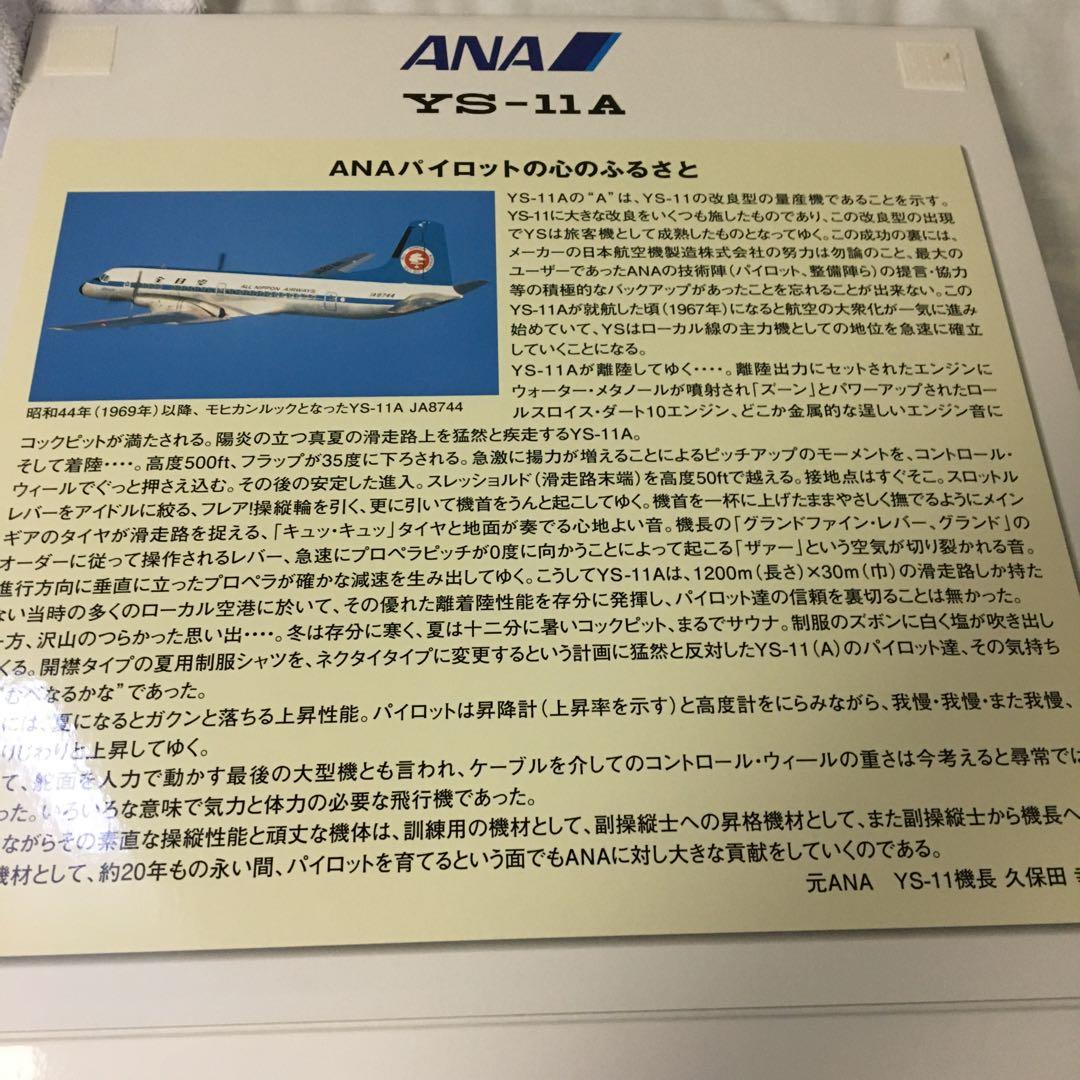 ANA
YS-11A
ANAパイロットの心のふるさと
全日空
ALL NIPPON AIRWAYS
JA8744
昭和44年（1969年）以降、モヒカンルックとなったYS-11A JA8744
YS-11Aの“A”は、YS-11の改良型の量産機であることを示す。
YS-11に大きな改良をいくつも施したものであり、この改良型の出現
でYSは旅客機として成熟したものとなってゆく。この成功の裏には、
メーカーの日本航空機製造株式会社の努力は勿論のこと、最大の
ユーザーであったANAの技術陣（パイロット、整備陣ら）の提言・協力
等の積極的なバックアップがあったことを忘れることが出来ない。この
YS-11Aが就航した頃（1967年）になると航空の大衆化が一気に進み
始めていて、YSはローカル線の主力機としての地位を急速に確立
していくことになる。
YS-11Aが離陸してゆく‥‥。離陸出力にセットされたエンジンに
ウォーター・メタノールが噴射され「ズーン」とパワーアップされたロー
ルスロイス・ダート10エンジン、どこか金属的な逞しいエンジン音に
コックピットが満たされる。陽炎の立つ真夏の滑走路上を猛然と疾走するYS-11A。
そして着陸‥‥。高度500ft、フラップが35度に下ろされる。急激に揚力が増えることによるピッチアップのモーメントを、コントロール・
ウィールでぐっと押さえ込む。その後の安定した進入。スレッショルド（滑走路末端）を高度50ftで越える。接地点はすぐそこ。スロットル
レバーをアイドルに絞る、フレア!操縦輪を引く、更に引いて機首をうんと起こしてゆく。機首を一杯に上げたままやさしく撫でるようにメイン
ギアのタイヤが滑走路を捉える、「キュッ・キュッ」タイヤと地面が奏でる心地よい音。機長の「グランドファイン・レバー、グランド」の
オーダーに従って操作されるレバー、急速にプロペラピッチが0度に向かうことによって起こる「ザァー」という空気が切り裂かれる音。
進行方向に垂直に立ったプロペラが確かな減速を生み出してゆく。こうしてYS-11Aは、1200m（長さ）×30m（巾）の滑走路しか持た
ない当時の多くのローカル空港に於いて、その優れた離着陸性能を存分に発揮し、パイロット達の信頼を裏切ることは無かった。
方、沢山のつらかった思い出‥‥。冬は存分に寒く、夏は十二分に暑いコックピット、まるでサウナ。制服のズボンに白く塩が吹き出し
くる。開襟タイプの夏用制服シャツを、ネクタイタイプに変更するという計画に猛然と反対したYS-11（A）のパイロット達、その気持ち
“むべなるかな”であった。
には、夏になるとガクンと落ちる上昇性能。パイロットは昇降計（上昇率を示す）と高度計をにらみながら、我慢・我慢・また我慢、
りじわりと上昇してゆく。
て、舵面を人力で動かす最後の大型機とも言われ、ケーブルを介してのコントロール・ウィールの重さは今考えると尋常では
った。いろいろな意味で気力と体力の必要な飛行機であった。
ながらその素直な操縦性能と頑丈な機体は、訓練用の機材として、副操縦士への昇格機材として、また副操縦士から機長へ
機材として、約20年もの永い間、パイロットを育てるという面でもANAに対し大きな貢献をしていくのである。
元ANA　YS-11機長 久保田